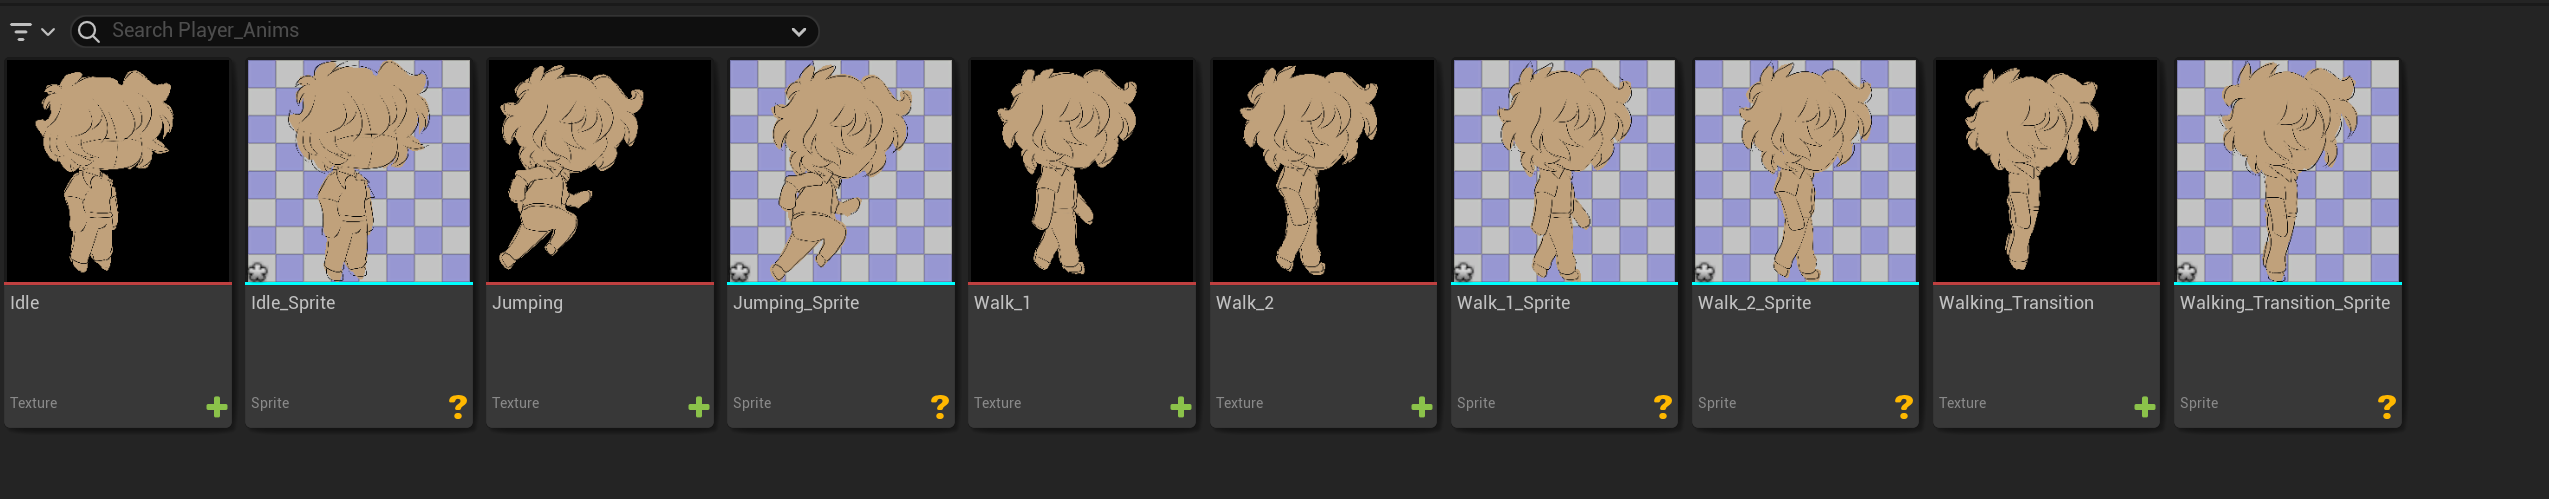 Search Player_Anims
Idle
Texture
Idle_Sprite
Sprite
Jumping
Texture
Jumping_Sprite
Sprite
Walk_1
Texture
Walk_2
Texture
Walk_1_Sprite
Sprite
Walk_2_Sprite
Sprite
Walking_Transition
Texture
Walking_Transition_Sprite
Sprite